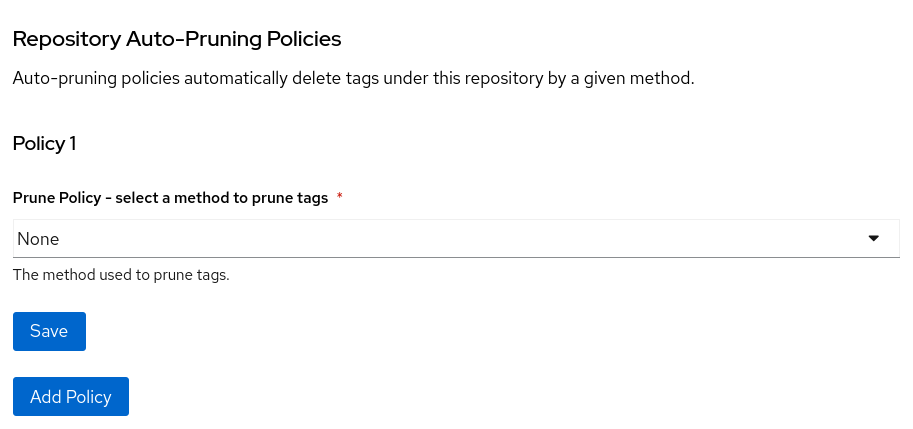 Repository Auto-Pruning Policies
Auto-pruning policies automatically delete tags under this repository by a given method.
Policy 1
Prune Policy - select a method to prune tags *
None
The method used to prune tags.
Save
Add Policy